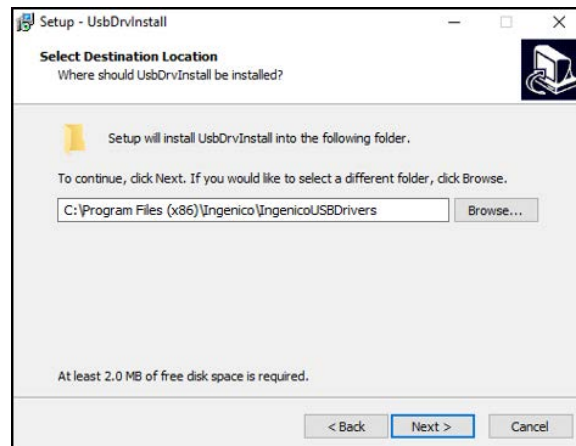 Setup - UsbDrvInstall
Select Destination Location
Where should UsbDrvInstall be installed?
Setup will install UsbDrvInstall into the following folder.
To continue, click Next. If you would like to select a different folder, click Browse.
C:\Program Files (x86)\Ingenico\IngenicoUSBDrivers
Browse...
At least 2.0 MB of free disk space is required.
< Back Next > Cancel